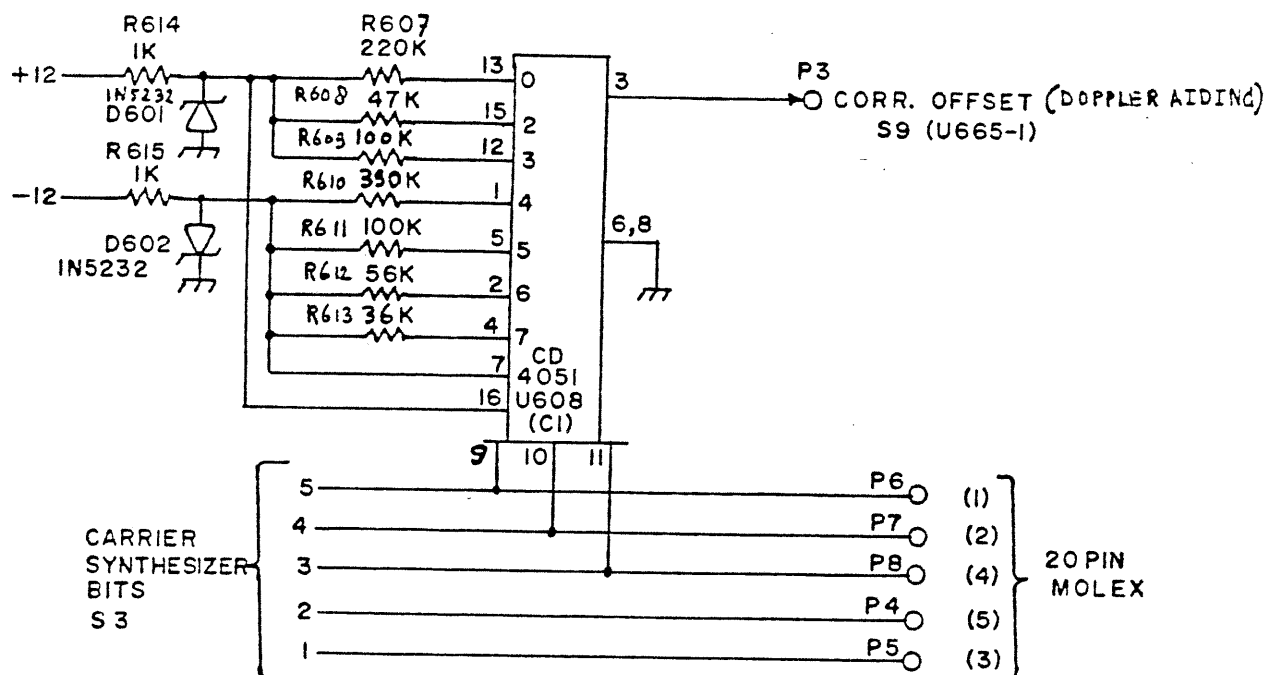 R614
1K
R607
220K
+12
13
0
3
P3
CORR. OFFSET (DOPPLER AIDING)
S9 (U665-1)
1N5232
D601
R608
47K
15
2
R603 100K
12
3
R615
1K
-12
R610 390K
1
4
R611 100K
5
5
6,8
D602
1N5232
R612 56K
2
6
R613 36K
4
7
7
CD
4051
16
U608
(C1)
9
10
11
CARRIER
SYNTHESIZER
BITS
S3
5
P6
(1)
4
P7
(2)
3
P8
(4)
2
P4
(5)
1
P5
(3)
20 PIN
MOLEX